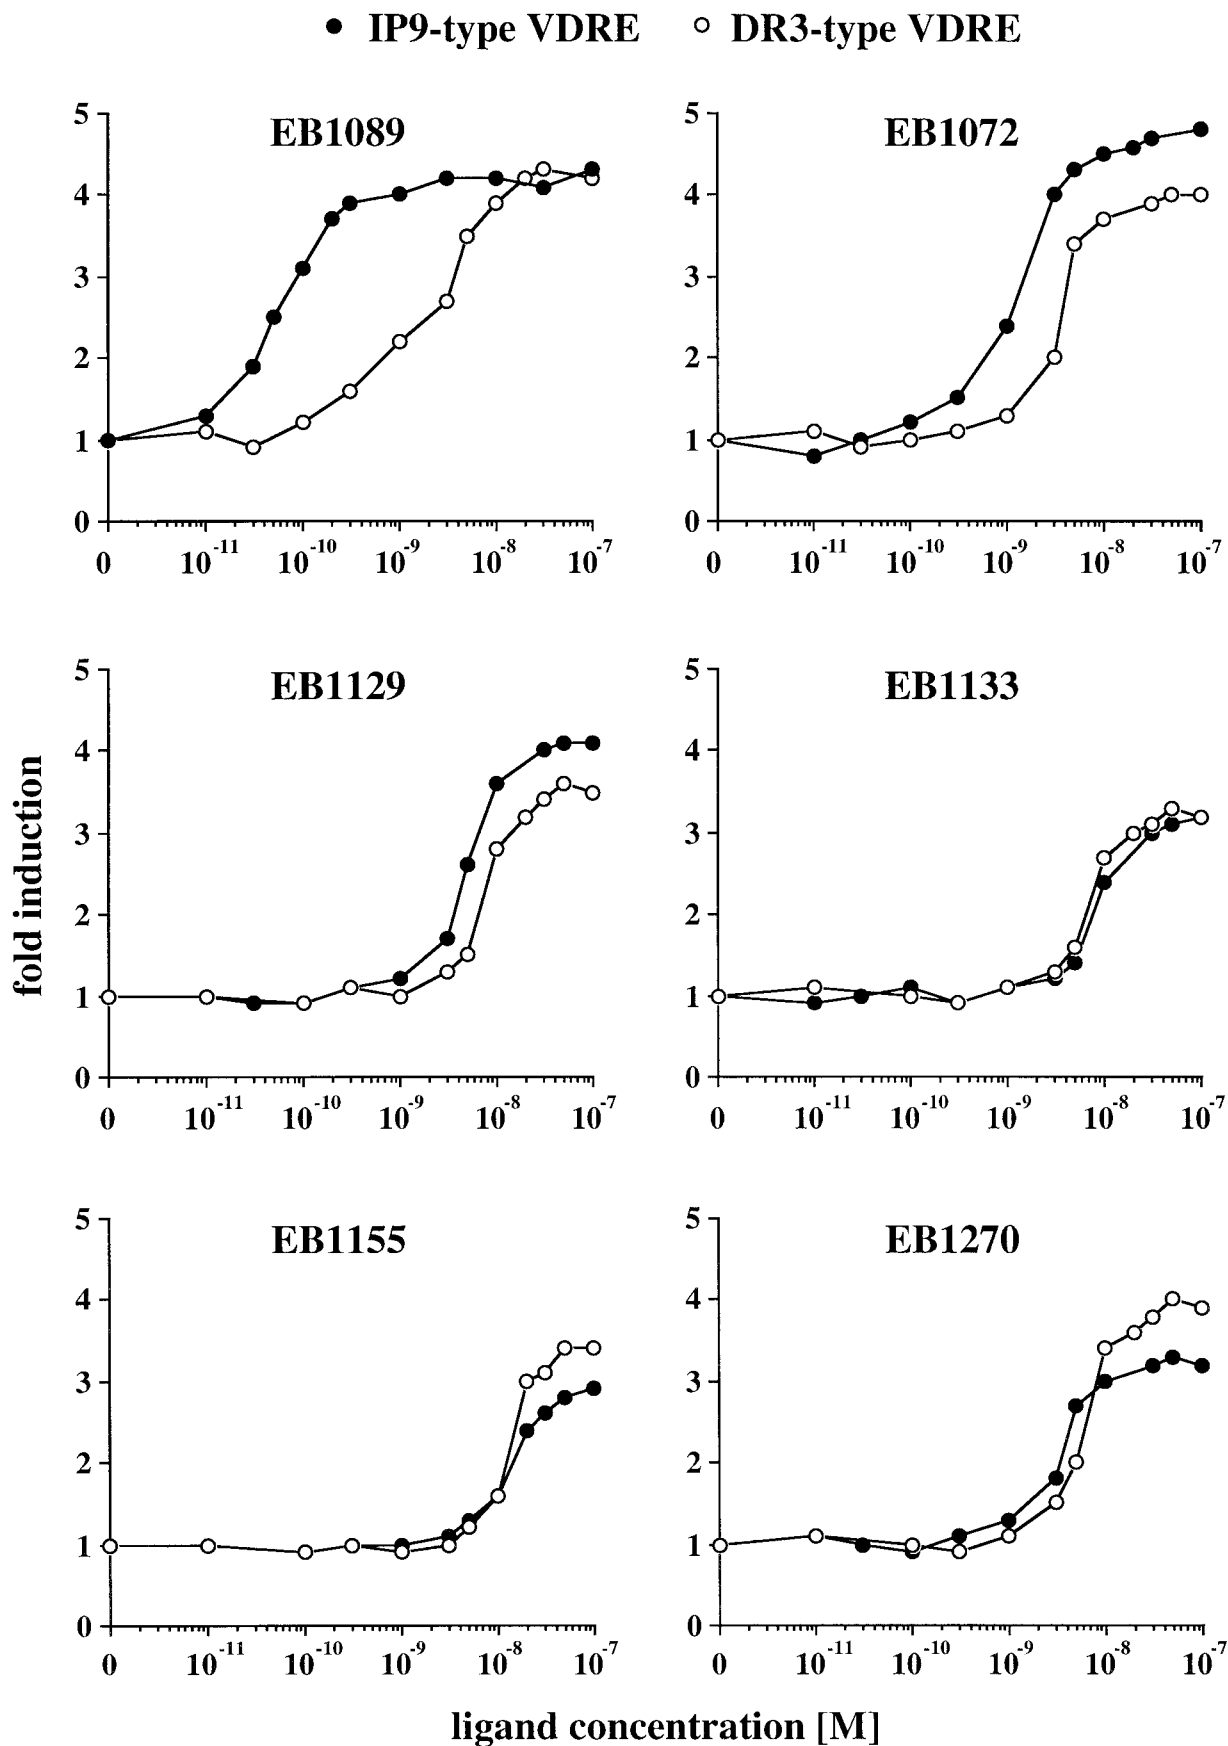 ● IP9-type VDRE ○ DR3-type VDRE
EB1089
5
4
3
2
1
0
0 10⁻¹¹ 10⁻¹⁰ 10⁻⁹ 10⁻⁸ 10⁻⁷
EB1072
5
4
3
2
1
0
0 10⁻¹¹ 10⁻¹⁰ 10⁻⁹ 10⁻⁸ 10⁻⁷
fold induction
EB1129
5
4
3
2
1
0
0 10⁻¹¹ 10⁻¹⁰ 10⁻⁹ 10⁻⁸ 10⁻⁷
EB1133
5
4
3
2
1
0
0 10⁻¹¹ 10⁻¹⁰ 10⁻⁹ 10⁻⁸ 10⁻⁷
EB1155
5
4
3
2
1
0
0 10⁻¹¹ 10⁻¹⁰ 10⁻⁹ 10⁻⁸ 10⁻⁷
EB1270
5
4
3
2
1
0
0 10⁻¹¹ 10⁻¹⁰ 10⁻⁹ 10⁻⁸ 10⁻⁷
ligand concentration [M]